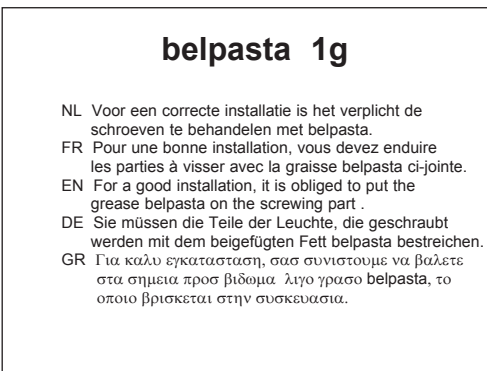 belpasta 1g
NL Voor een correcte installatie is het verplicht de
schroeven te behandelen met belpasta.
FR Pour une bonne installation, vous devez enduire
les parties à visser avec la graisse belpasta ci-jointe.
EN For a good installation, it is obliged to put the
grease belpasta on the screwing part .
DE Sie müssen die Teile der Leuchte, die geschraubt
werden mit dem beigefügten Fett belpasta bestreichen.
GR Για καλυ εγκατασταση, σασ συνιστουμε να βαλετε
στα σημεια προσ βιδωμα λιγο γρασο belpasta, το
οποιο βρισκεται στην συσκευασια.